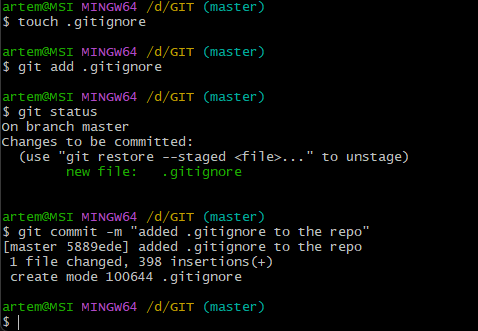 artem@MSI MINGW64 /d/GIT (master)
$ touch .gitignore
artem@MSI MINGW64 /d/GIT (master)
$ git add .gitignore
artem@MSI MINGW64 /d/GIT (master)
$ git status
On branch master
Changes to be committed:
  (use "git restore --staged <file>..." to unstage)
        new file:   .gitignore
artem@MSI MINGW64 /d/GIT (master)
$ git commit -m "added .gitignore to the repo"
[master 5889ede] added .gitignore to the repo
 1 file changed, 398 insertions(+)
 create mode 100644 .gitignore
artem@MSI MINGW64 /d/GIT (master)
$